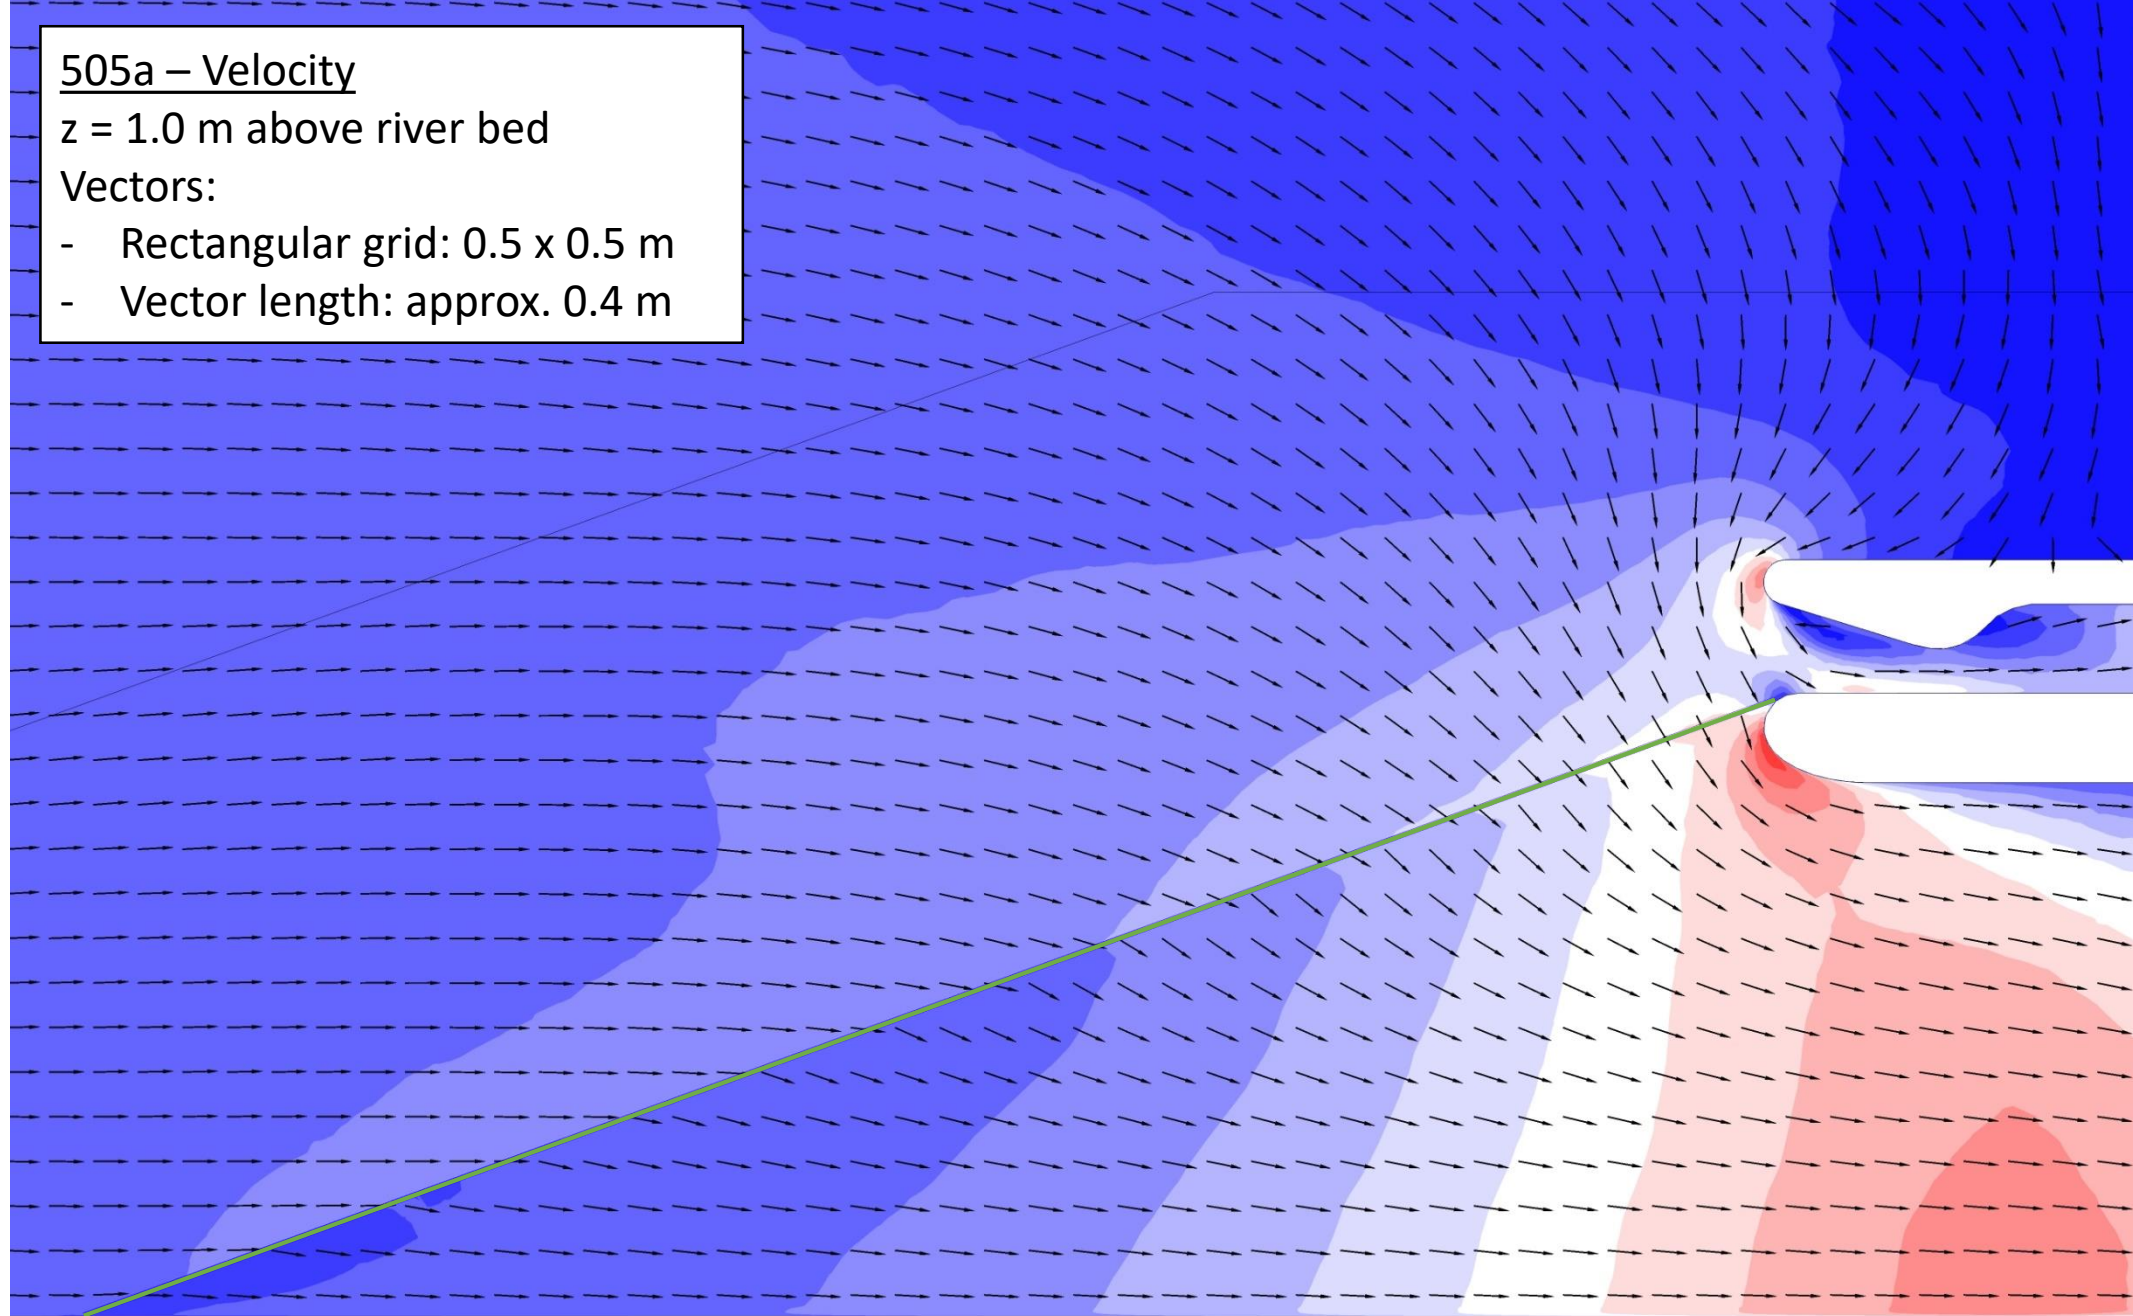 505a – Velocity
z = 1.0 m above river bed
Vectors:
- Rectangular grid: 0.5 x 0.5 m
- Vector length: approx. 0.4 m